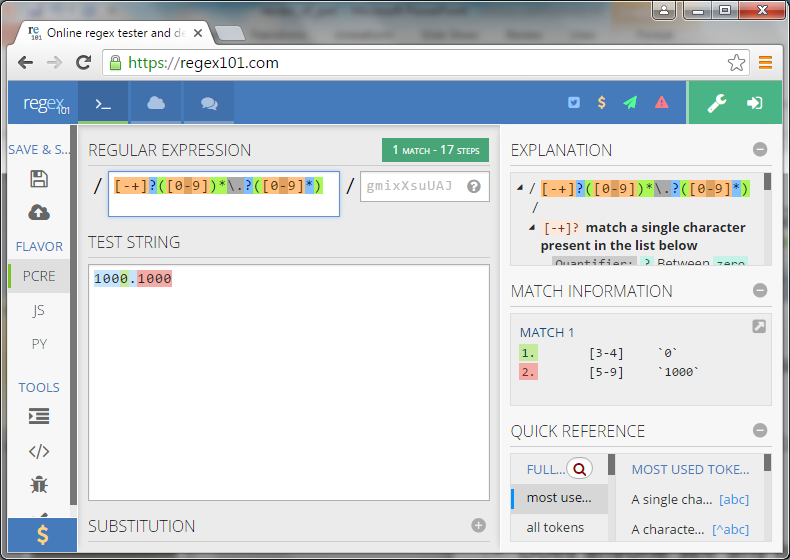 Online regex tester and de
https://regex101.com
regex101
SAVE & S...
FLAVOR
PCRE
JS
PY
TOOLS
</>
$
REGULAR EXPRESSION
1 MATCH - 17 STEPS
/ [-+]?([0-9])*\.?([0-9]*) / gmixXsuUAJ
TEST STRING
1000.1000
SUBSTITUTION
$
EXPLANATION
/ [-+]?([0-9])*\.?([0-9]*)
/
[-+]? match a single character
present in the list below
Quantifier: ? Between zero
MATCH INFORMATION
MATCH 1
1. [3-4] `0`
2. [5-9] `1000`
QUICK REFERENCE
FULL...
most use...
all tokens
MOST USED TOKE...
A single cha... [abc]
A characte... [^abc]